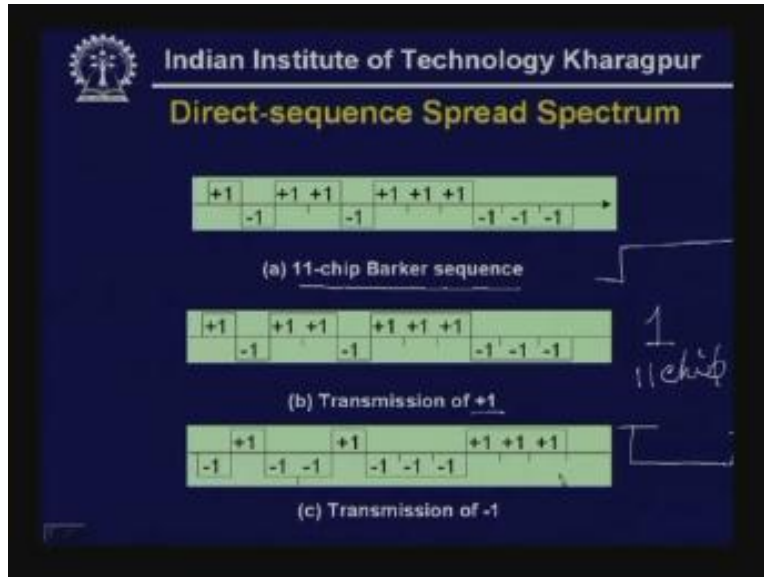 Indian Institute of Technology Kharagpur
Direct-sequence Spread Spectrum
+1 +1 +1 +1 +1 +1
-1 -1 -1 -1 -1
(a) 11-chip Barker sequence
+1 +1 +1 +1 +1 +1
-1 -1 -1 -1 -1
1
11 chip
(b) Transmission of +1
+1 +1 +1 +1 +1
-1 -1 -1 -1 -1 -1
(c) Transmission of -1